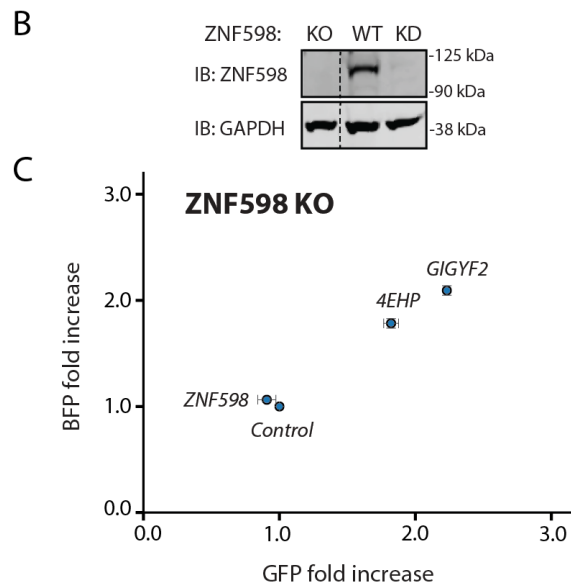 B
ZNF598: KO WT KD
IB: ZNF598
-125 kDa
-90 kDa
IB: GAPDH
-38 kDa
C
ZNF598 KO
BFP fold increase
3.0
2.0
1.0
0.0
GIGYF2
4EHP
ZNF598
Control
0.0 1.0 2.0 3.0
GFP fold increase